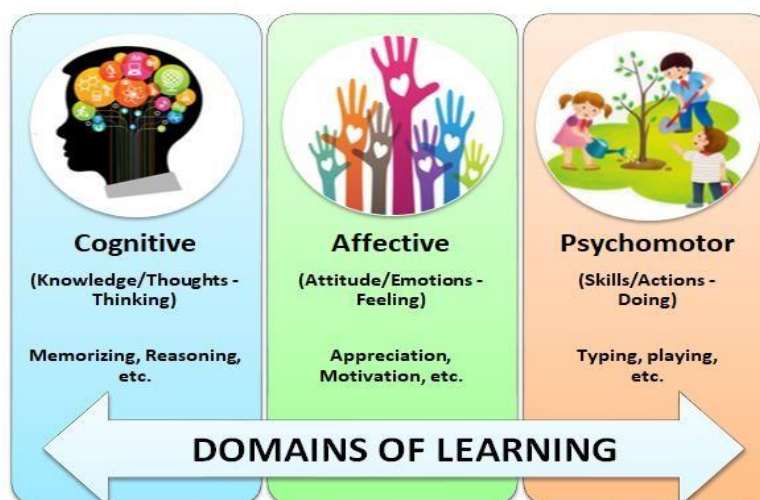 Cognitive
(Knowledge/Thoughts -
Thinking)
Memorizing, Reasoning,
etc.
Affective
(Attitude/Emotions -
Feeling)
Appreciation,
Motivation, etc.
Psychomotor
(Skills/Actions -
Doing)
Typing, playing,
etc.
DOMAINS OF LEARNING